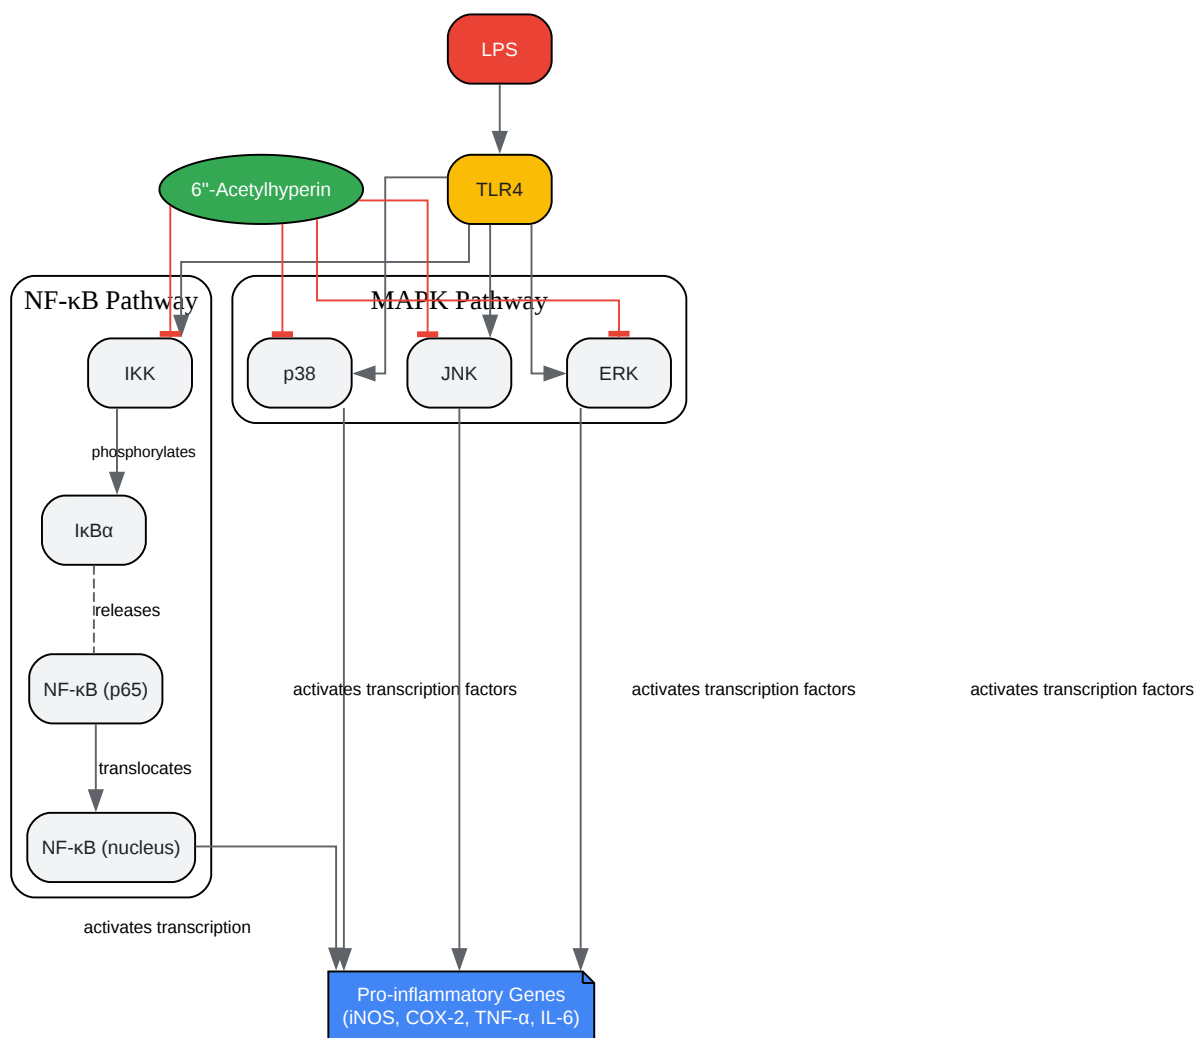 LPS
6''-Acetylhyperin
TLR4
NF-κB Pathway
MAPK Pathway
IKK
p38
JNK
ERK
phosphorylates
IκBα
releases
NF-κB (p65)
activates transcription factors
activates transcription factors
activates transcription factors
translocates
NF-κB (nucleus)
activates transcription
Pro-inflammatory Genes
(iNOS, COX-2, TNF-α, IL-6)